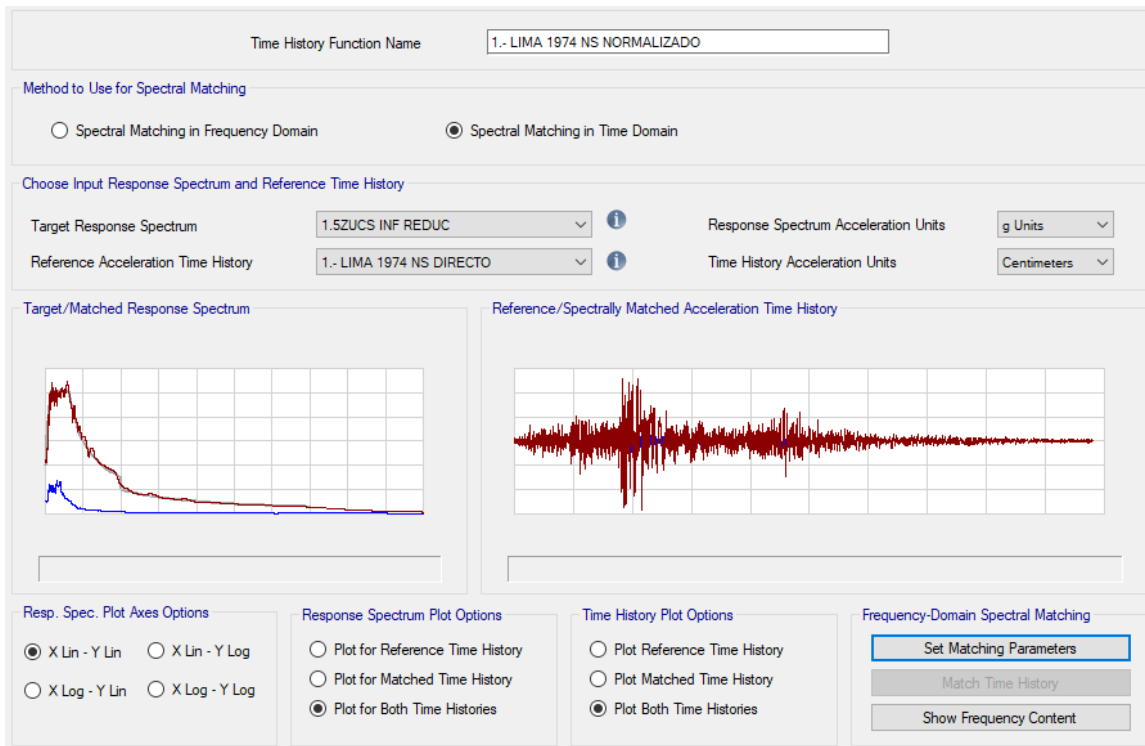 Time History Function Name
1.- LIMA 1974 NS NORMALIZADO
Method to Use for Spectral Matching
Spectral Matching in Frequency Domain
Spectral Matching in Time Domain
Choose Input Response Spectrum and Reference Time History
Target Response Spectrum
1.5ZUCS INF REDUC
Response Spectrum Acceleration Units
g Units
Reference Acceleration Time History
1.- LIMA 1974 NS DIRECTO
Time History Acceleration Units
Centimeters
Target/Matched Response Spectrum
Reference/Spectrally Matched Acceleration Time History
Resp. Spec. Plot Axes Options
X Lin - Y Lin
X Lin - Y Log
X Log - Y Lin
X Log - Y Log
Response Spectrum Plot Options
Plot for Reference Time History
Plot for Matched Time History
Plot for Both Time Histories
Time History Plot Options
Plot Reference Time History
Plot Matched Time History
Plot Both Time Histories
Frequency-Domain Spectral Matching
Set Matching Parameters
Match Time History
Show Frequency Content